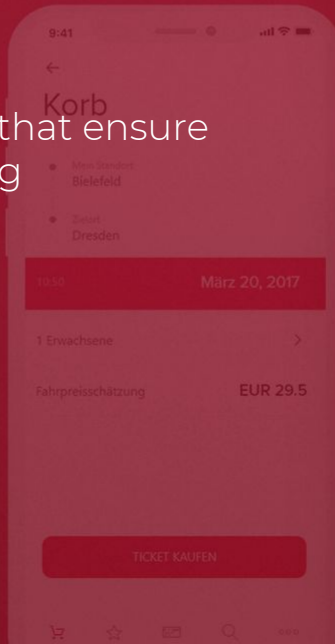 9:41
Korb
that ensure
g
Mein Standort
Bielefeld
Zielort
Dresden
10:50 März 20, 2017
1 Erwachsene
Fahrpreisschätzung EUR 29.5
TICKET KAUFEN